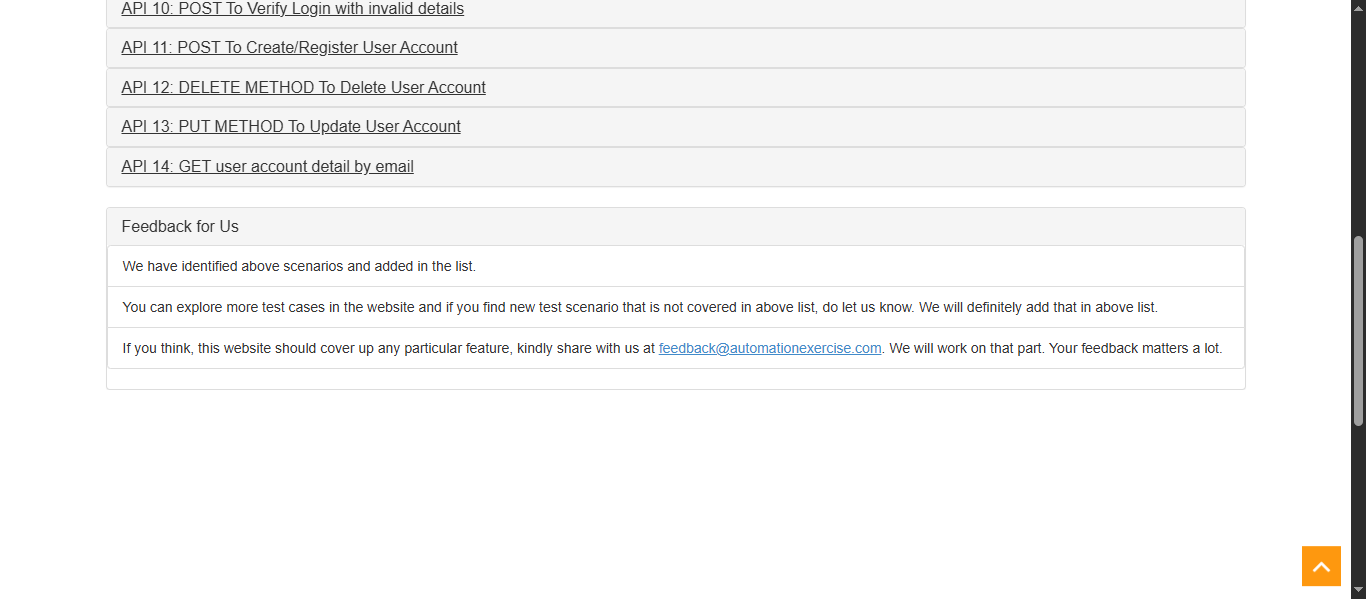 API 10: POST To Verify Login with invalid details
API 11: POST To Create/Register User Account
API 12: DELETE METHOD To Delete User Account
API 13: PUT METHOD To Update User Account
API 14: GET user account detail by email
Feedback for Us
We have identified above scenarios and added in the list.
You can explore more test cases in the website and if you find new test scenario that is not covered in above list, do let us know. We will definitely add that in above list.
If you think, this website should cover up any particular feature, kindly share with us at feedback@automationexercise.com. We will work on that part. Your feedback matters a lot.